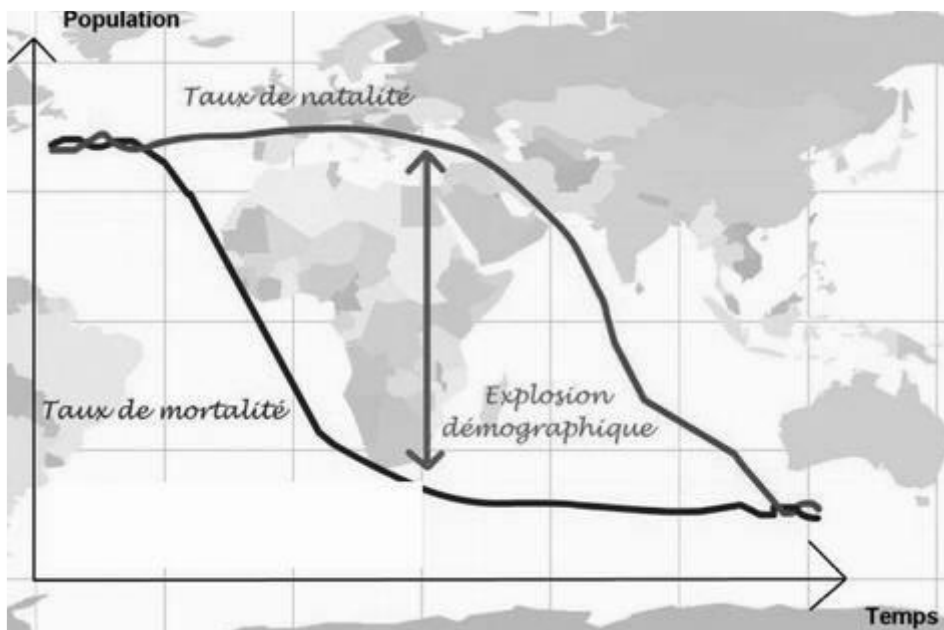 Population
Taux de natalité
Taux de mortalité
Explosion
démographique
Temps